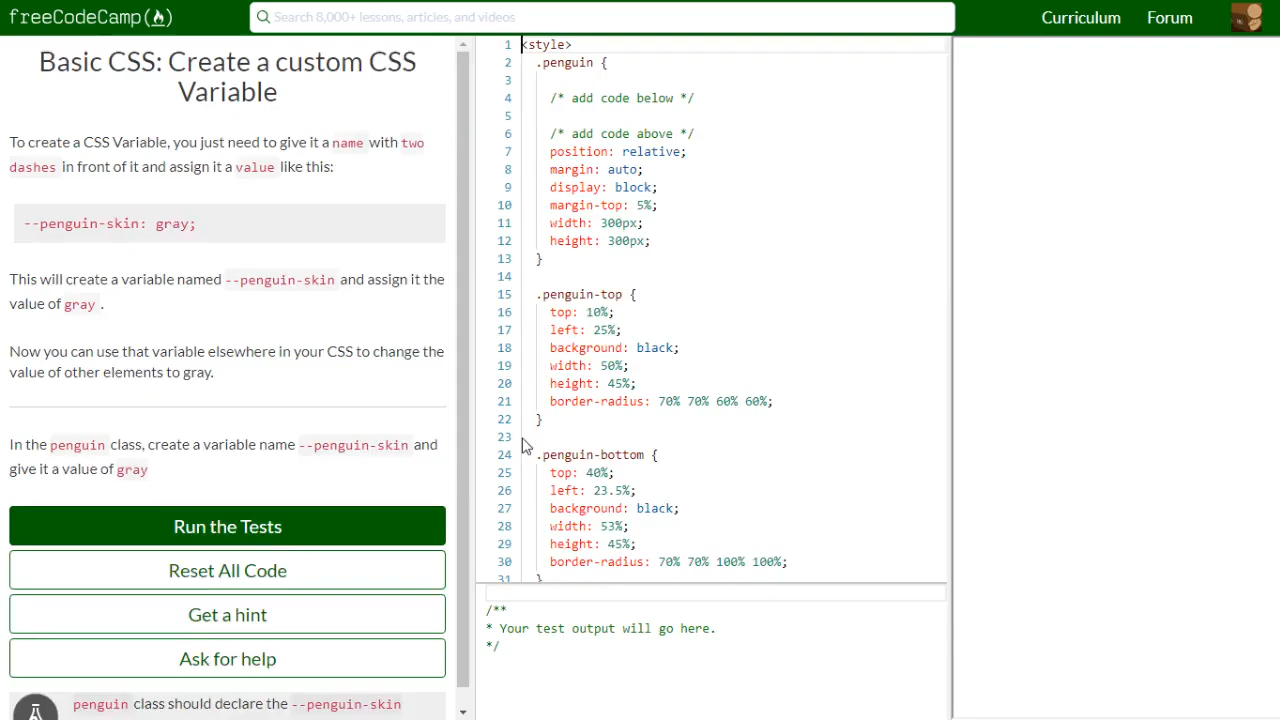 freeCodeCamp
Search 8,000+ lessons, articles, and videos
Curriculum
Forum
Basic CSS: Create a custom CSS
Variable
To create a CSS Variable, you just need to give it a name with two
dashes in front of it and assign it a value like this:
--penguin-skin: gray;
This will create a variable named --penguin-skin and assign it the
value of gray .
Now you can use that variable elsewhere in your CSS to change the
value of other elements to gray.
In the penguin class, create a variable name --penguin-skin and
give it a value of gray
Run the Tests
Reset All Code
Get a hint
Ask for help
penguin class should declare the --penguin-skin
1 <style>
2 .penguin {
3
4 /* add code below */
5
6 /* add code above */
7 position: relative;
8 margin: auto;
9 display: block;
10 margin-top: 5%;
11 width: 300px;
12 height: 300px;
13 }
14
15 .penguin-top {
16 top: 10%;
17 left: 25%;
18 background: black;
19 width: 50%;
20 height: 45%;
21 border-radius: 70% 70% 60% 60%;
22 }
23
24 .penguin-bottom {
25 top: 40%;
26 left: 23.5%;
27 background: black;
28 width: 53%;
29 height: 45%;
30 border-radius: 70% 70% 100% 100%;
31 }
/**
* Your test output will go here.
*/